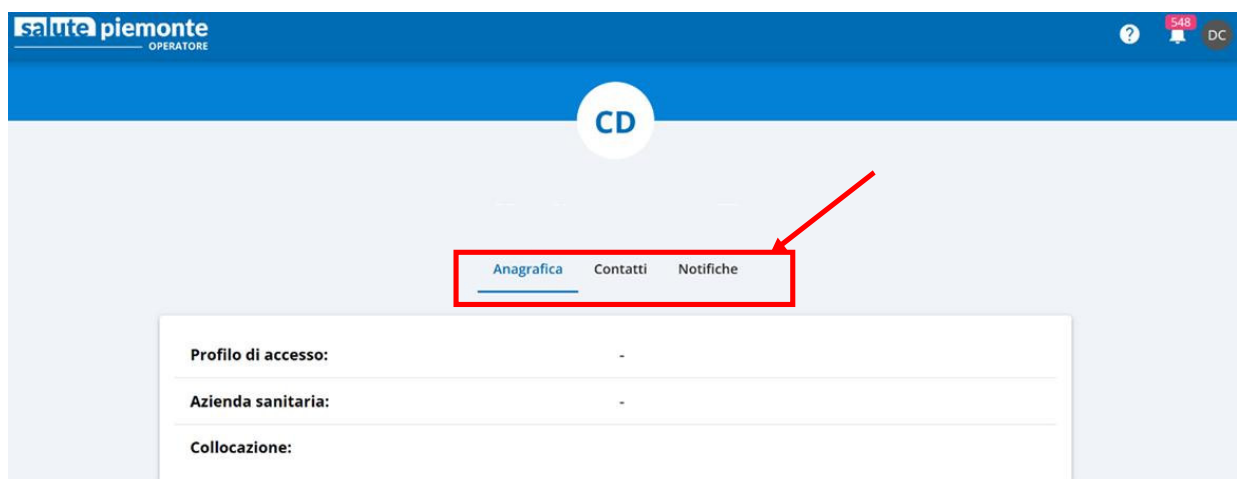 salute piemonte
OPERATORE
548
DC
CD
Anagrafica Contatti Notifiche
Profilo di accesso: -
Azienda sanitaria: -
Collocazione: